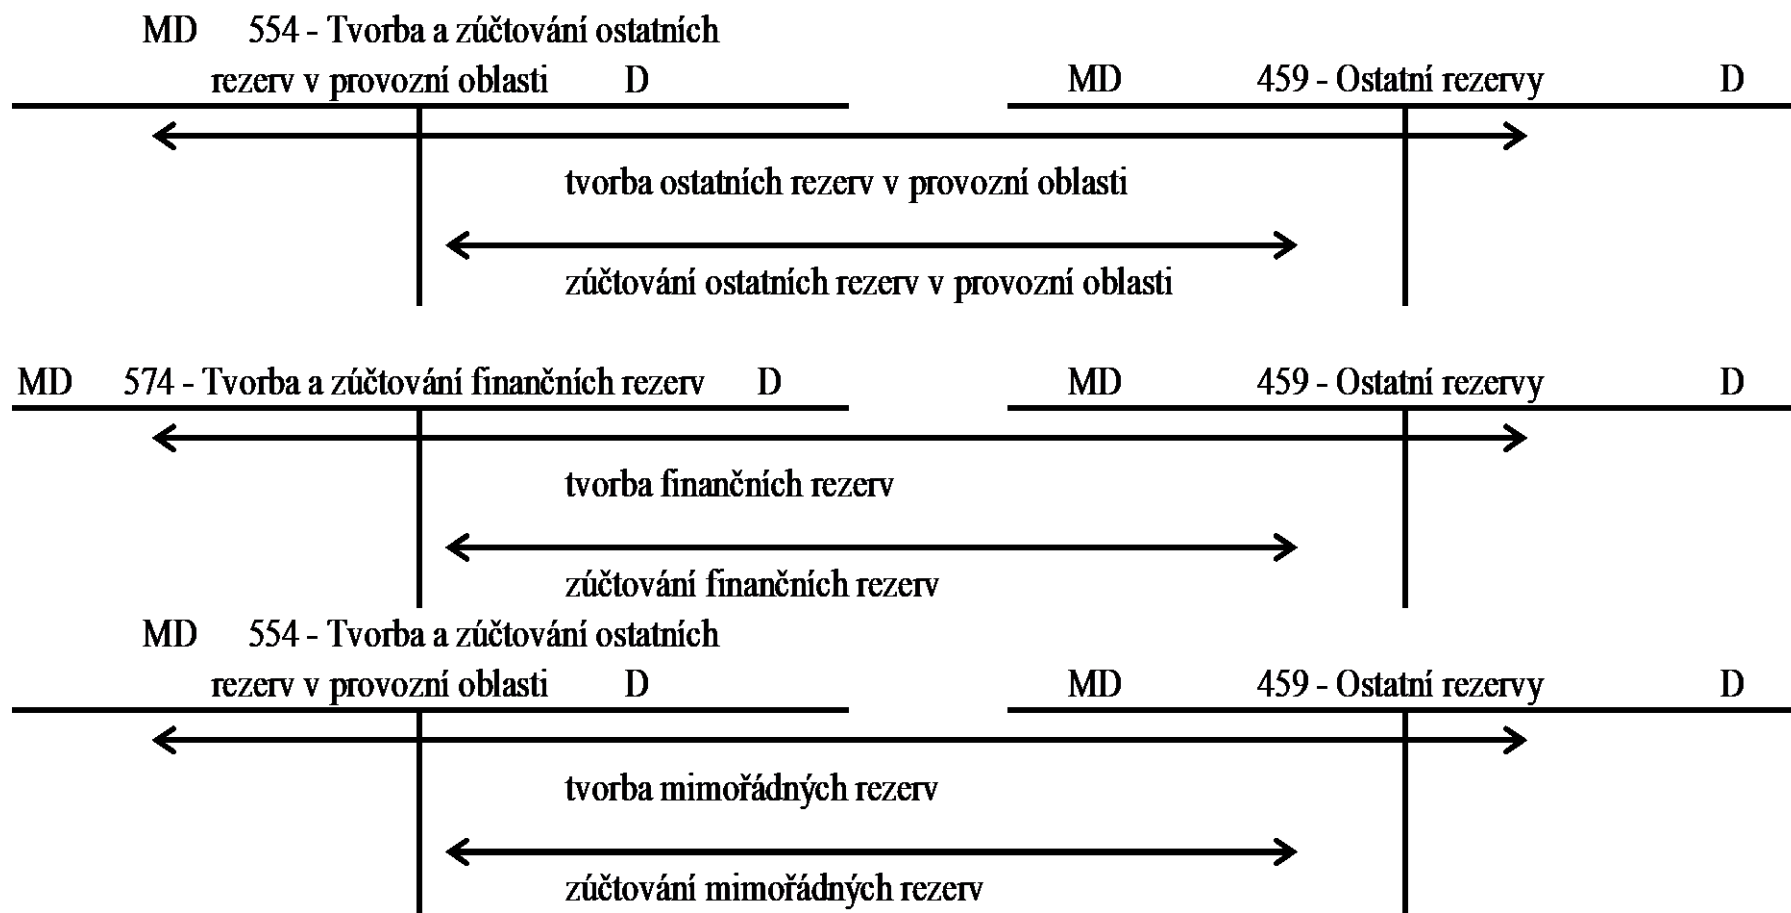 MD 554 - Tvorba a zúčtování ostatních
rezerv v provozní oblasti D MD 459 - Ostatní rezervy D
tvorba ostatních rezerv v provozní oblasti
zúčtování ostatních rezerv v provozní oblasti
MD 574 - Tvorba a zúčtování finančních rezerv D MD 459 - Ostatní rezervy D
tvorba finančních rezerv
zúčtování finančních rezerv
MD 554 - Tvorba a zúčtování ostatních
rezerv v provozní oblasti D MD 459 - Ostatní rezervy D
tvorba mimořádných rezerv
zúčtování mimořádných rezerv